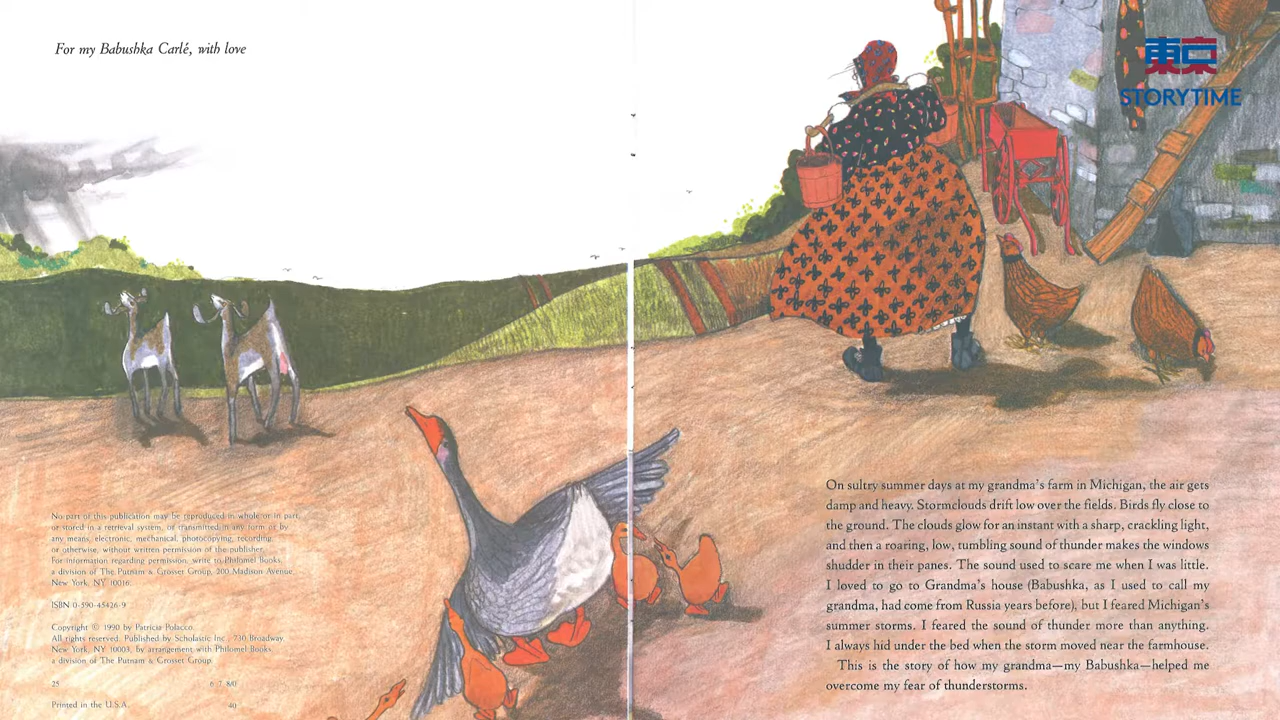 For my Babushka Carlé, with love
東京
STORYTIME
No part of this publication may be reproduced in whole or in part,
or stored in a retrieval system, or transmitted in any form or by
any means, electronic, mechanical, photocopying, recording,
or otherwise, without written permission of the publisher.
For information regarding permission, write to Philomel Books,
a division of The Putnam & Grosset Group, 200 Madison Avenue,
New York, NY 10016.
ISBN 0-590-45426-9
Copyright © 1990 by Patricia Polacco.
All rights reserved. Published by Scholastic Inc., 730 Broadway,
New York, NY 10003, by arrangement with Philomel Books,
a division of The Putnam & Grosset Group.
25
6 7 8/0
Printed in the U.S.A.
40
On sultry summer days at my grandma's farm in Michigan, the air gets
damp and heavy. Stormclouds drift low over the fields. Birds fly close to
the ground. The clouds glow for an instant with a sharp, crackling light,
and then a roaring, low, tumbling sound of thunder makes the windows
shudder in their panes. The sound used to scare me when I was little.
I loved to go to Grandma's house (Babushka, as I used to call my
grandma, had come from Russia years before), but I feared Michigan's
summer storms. I feared the sound of thunder more than anything.
I always hid under the bed when the storm moved near the farmhouse.
This is the story of how my grandma—my Babushka—helped me
overcome my fear of thunderstorms.